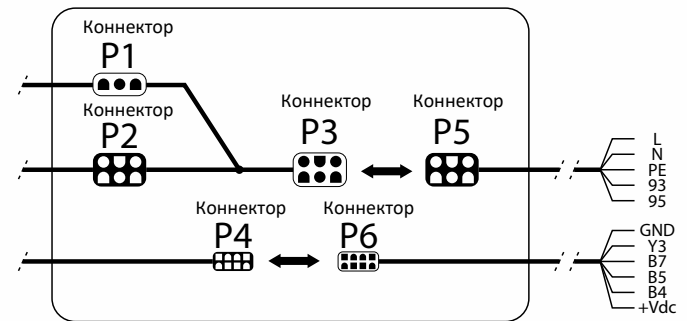 Коннектор
P1
Коннектор
P2
Коннектор
P3
Коннектор
P5
L
N
PE
93
95
Коннектор
P4
Коннектор
P6
GND
Y3
B7
B5
B4
+Vdc